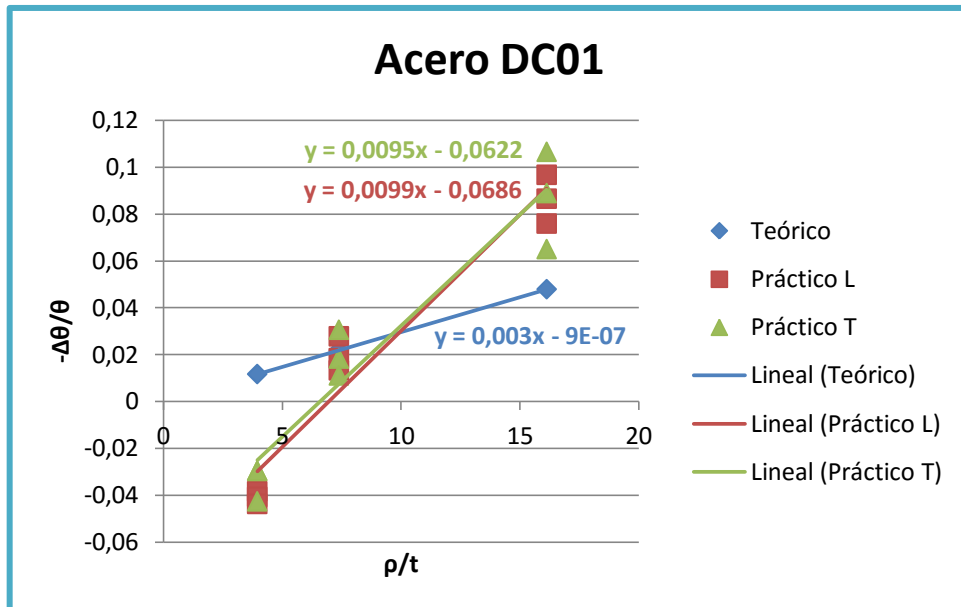 Acero DC01
0,12
0,1
0,08
0,06
0,04
0,02
0
-0,02
-0,04
-0,06
-Δθ/θ
y = 0,0095x - 0,0622
y = 0,0099x - 0,0686
y = 0,003x - 9E-07
0 5 10 15 20
ρ/t
Teórico
Práctico L
Práctico T
Lineal (Teórico)
Lineal (Práctico L)
Lineal (Práctico T)